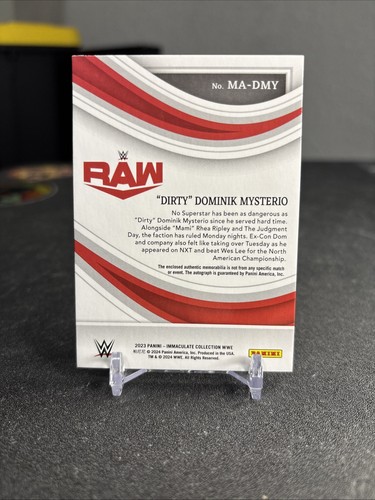 No. MA-DMY
RAW
"DIRTY" DOMINIK MYSTERIO
No Superstar has been as dangerous as
"Dirty" Dominik Mysterio since he served hard time.
Alongside "Mami" Rhea Ripley and The Judgment
Day, the faction has ruled Monday nights. Ex-Con Dom
and company also felt like taking over Tuesday as he
appeared on NXT and beat Wes Lee for the North
American Championship.
The enclosed authentic memorabilia is not from any specific match
or event. The autograph is guaranteed by Panini America, Inc.
2023 PANINI - IMMACULATE COLLECTION WWE
© 2024 Panini America, Inc. Produced in the USA.
TM & © 2024 WWE. All Rights Reserved.
PANINI